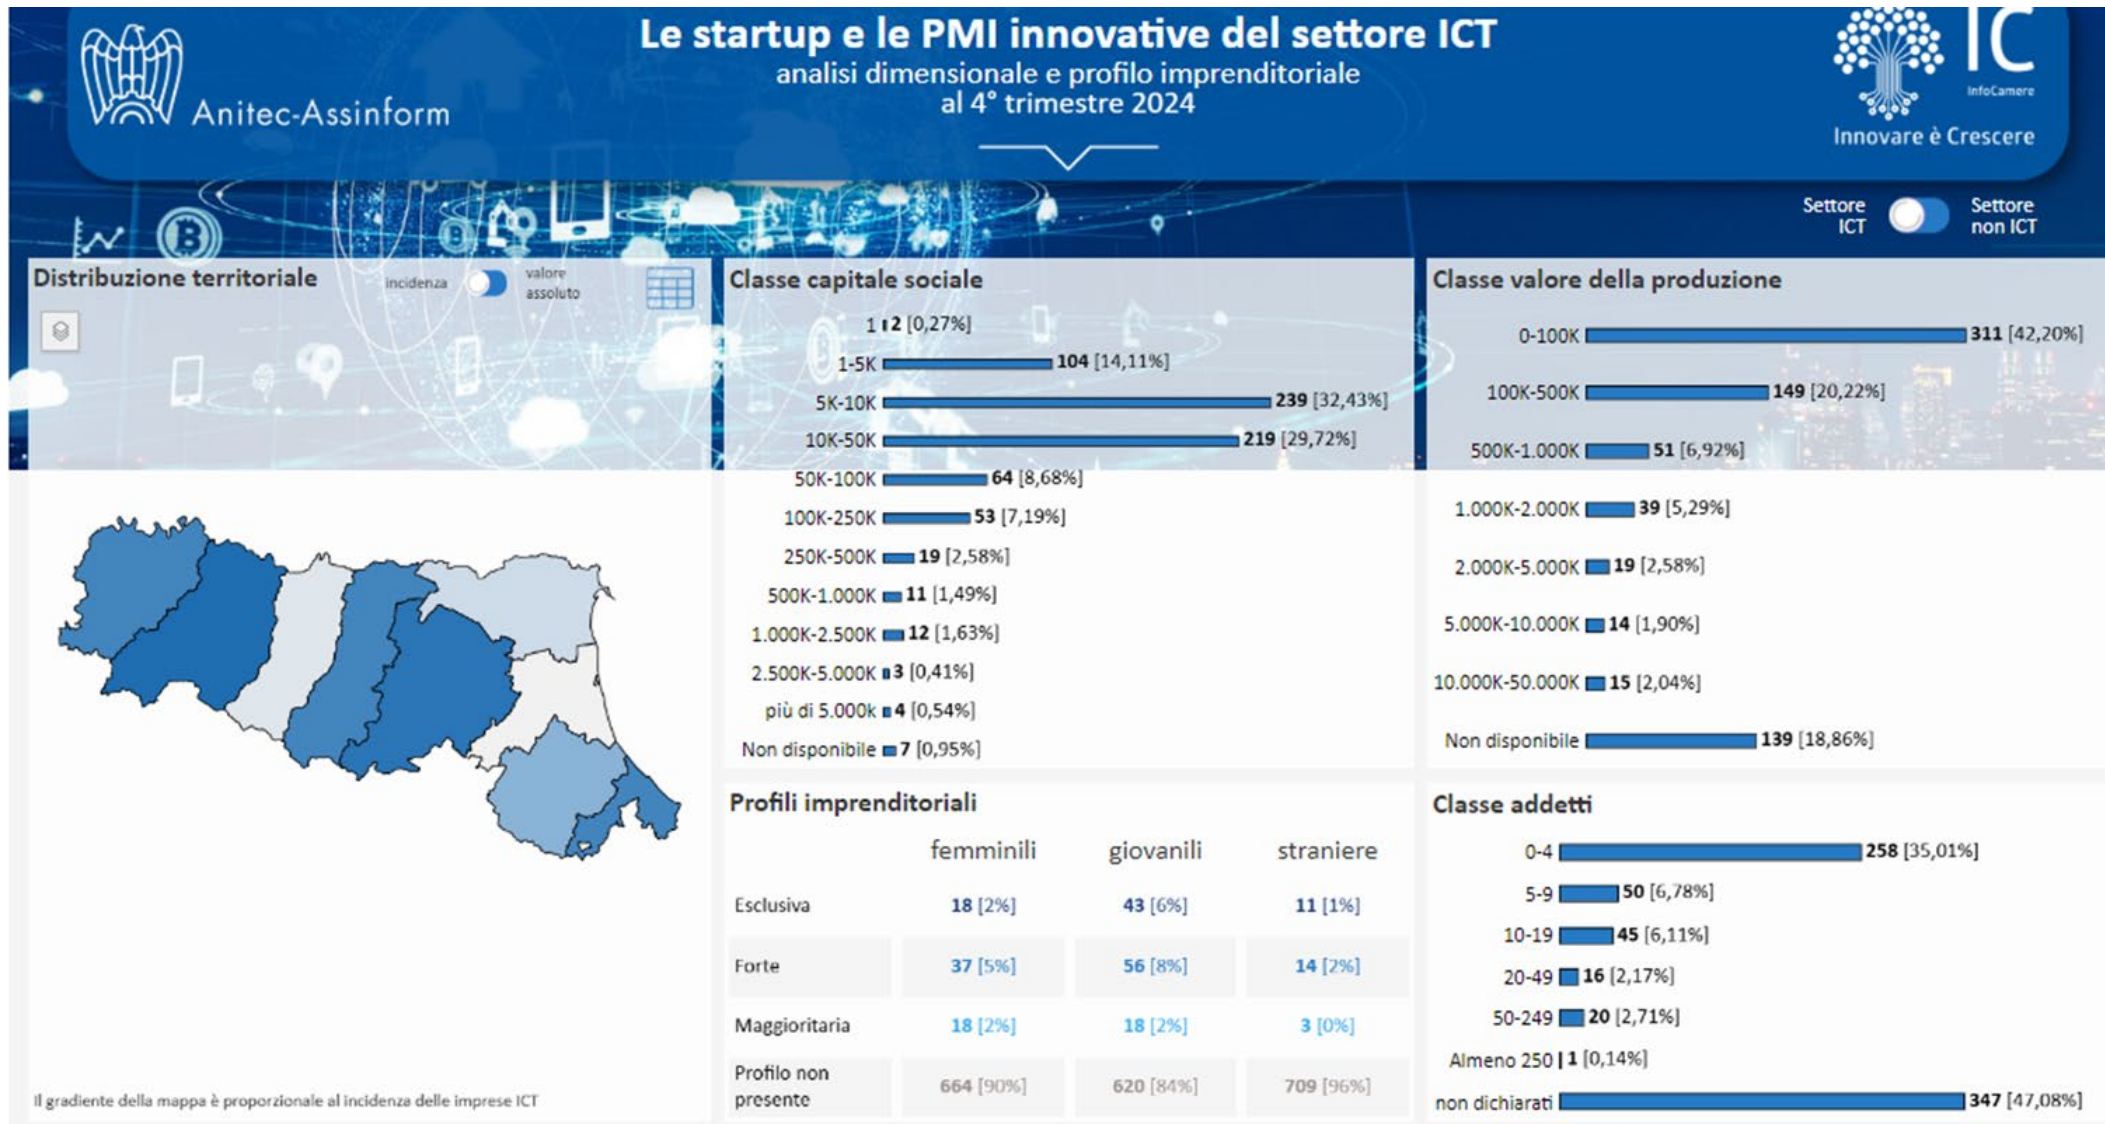 Le startup e le PMI innovative del settore ICT
analisi dimensionale e profilo imprenditoriale
al 4° trimestre 2024
Anitec-Assinform
IC
InfoCamere
Innovare è Crescere
Settore ICT
Settore non ICT
Distribuzione territoriale
incidenza
valore assoluto
Il gradiente della mappa è proporzionale al incidenza delle imprese ICT
Classe capitale sociale
1 2 [0,27%]
1-5K 104 [14,11%]
5K-10K 239 [32,43%]
10K-50K 219 [29,72%]
50K-100K 64 [8,68%]
100K-250K 53 [7,19%]
250K-500K 19 [2,58%]
500K-1.000K 11 [1,49%]
1.000K-2.500K 12 [1,63%]
2.500K-5.000K 3 [0,41%]
più di 5.000k 4 [0,54%]
Non disponibile 7 [0,95%]
Classe valore della produzione
0-100K 311 [42,20%]
100K-500K 149 [20,22%]
500K-1.000K 51 [6,92%]
1.000K-2.000K 39 [5,29%]
2.000K-5.000K 19 [2,58%]
5.000K-10.000K 14 [1,90%]
10.000K-50.000K 15 [2,04%]
Non disponibile 139 [18,86%]
Profili imprenditoriali
femminili giovanili straniere
Esclusiva 18 [2%] 43 [6%] 11 [1%]
Forte 37 [5%] 56 [8%] 14 [2%]
Maggioritaria 18 [2%] 18 [2%] 3 [0%]
Profilo non presente 664 [90%] 620 [84%] 709 [96%]
Classe addetti
0-4 258 [35,01%]
5-9 50 [6,78%]
10-19 45 [6,11%]
20-49 16 [2,17%]
50-249 20 [2,71%]
Almeno 250 1 [0,14%]
non dichiarati 347 [47,08%]